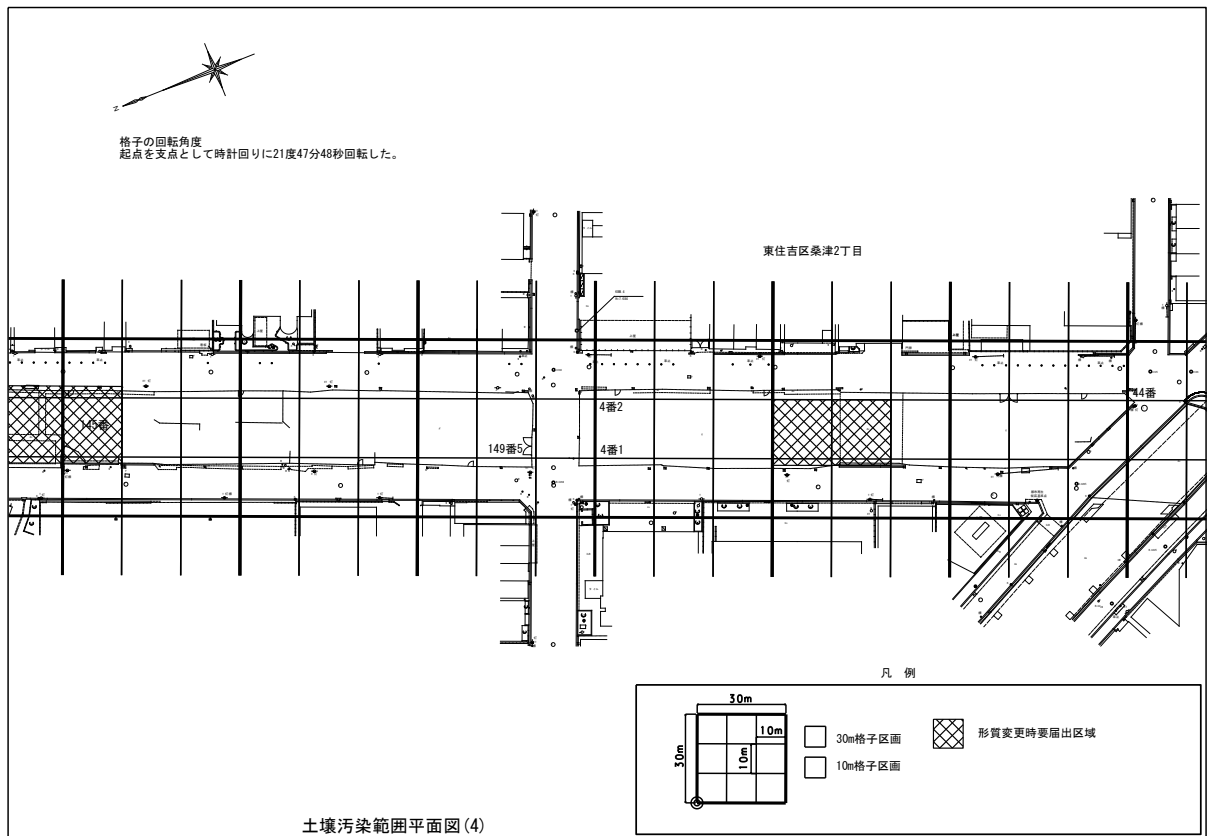 N
格子の回転角度
起点を支点として時計回りに21度47分48秒回転した。
東住吉区桑津2丁目
145番
149番5
4番2
4番1
44番
凡 例
30m
30m
10m
10m
30m格子区画
10m格子区画
形質変更時要届出区域
土壌汚染範囲平面図(4)